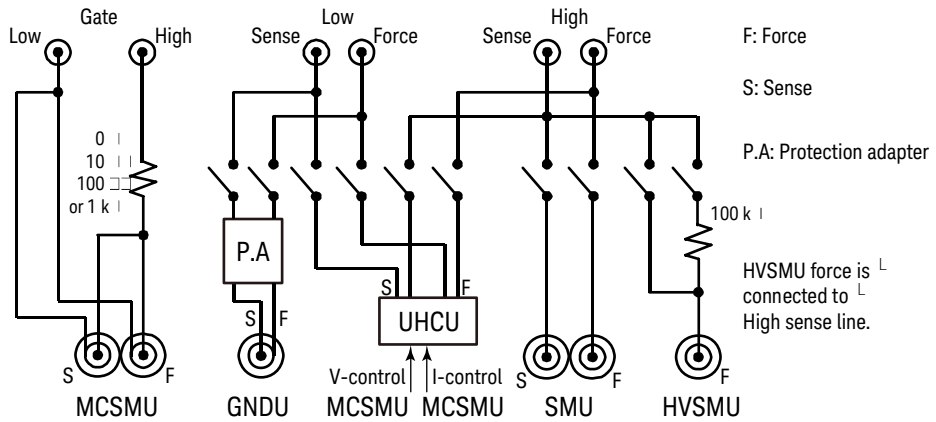 Gate
Low
High
Low
Sense
Force
High
Sense
Force
F: Force
S: Sense
P.A: Protection adapter
0
10
100
or 1 k
P.A
100 k
HVSMU force is
connected to
High sense line.
S
F
S
F
UHCU
S
F
V-control
I-control
S
F
F
MCSMU
GNDU
MCSMU
MCSMU
SMU
HVSMU